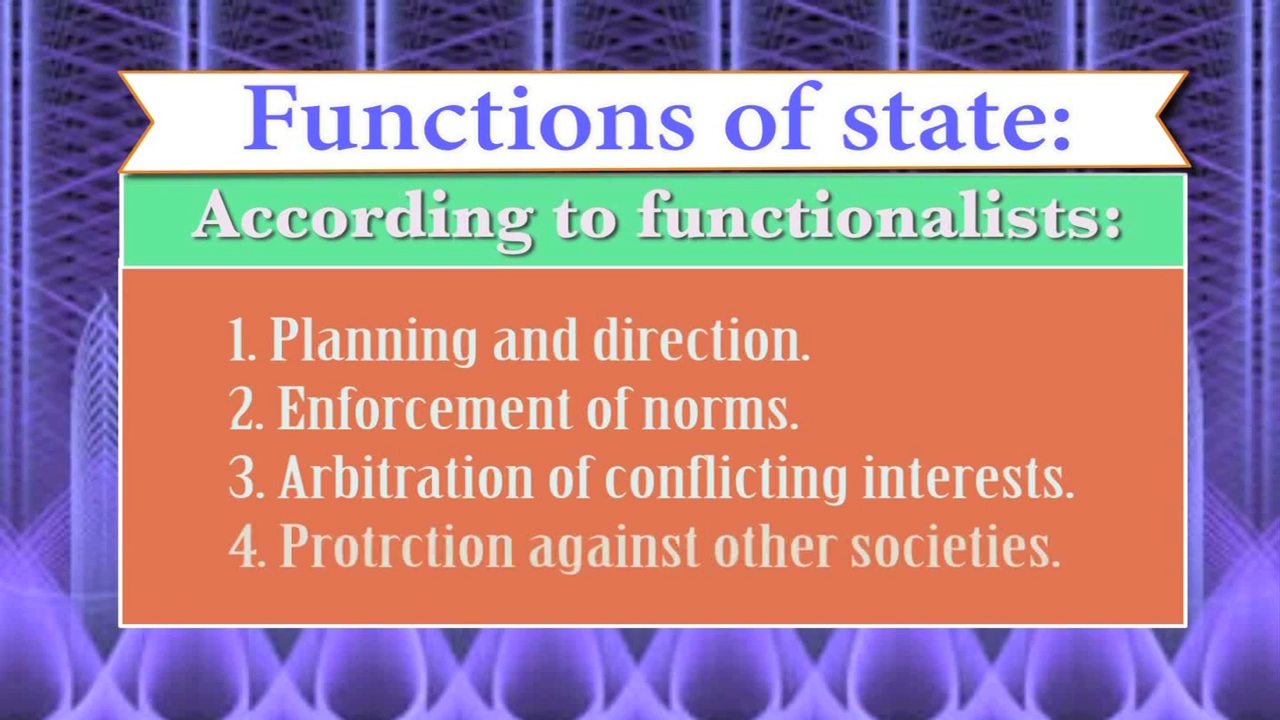 Functions of state:
According to functionalists:
1. Planning and direction.
2. Enforcement of norms.
3. Arbitration of conflicting interests.
4. Protrction against other societies.